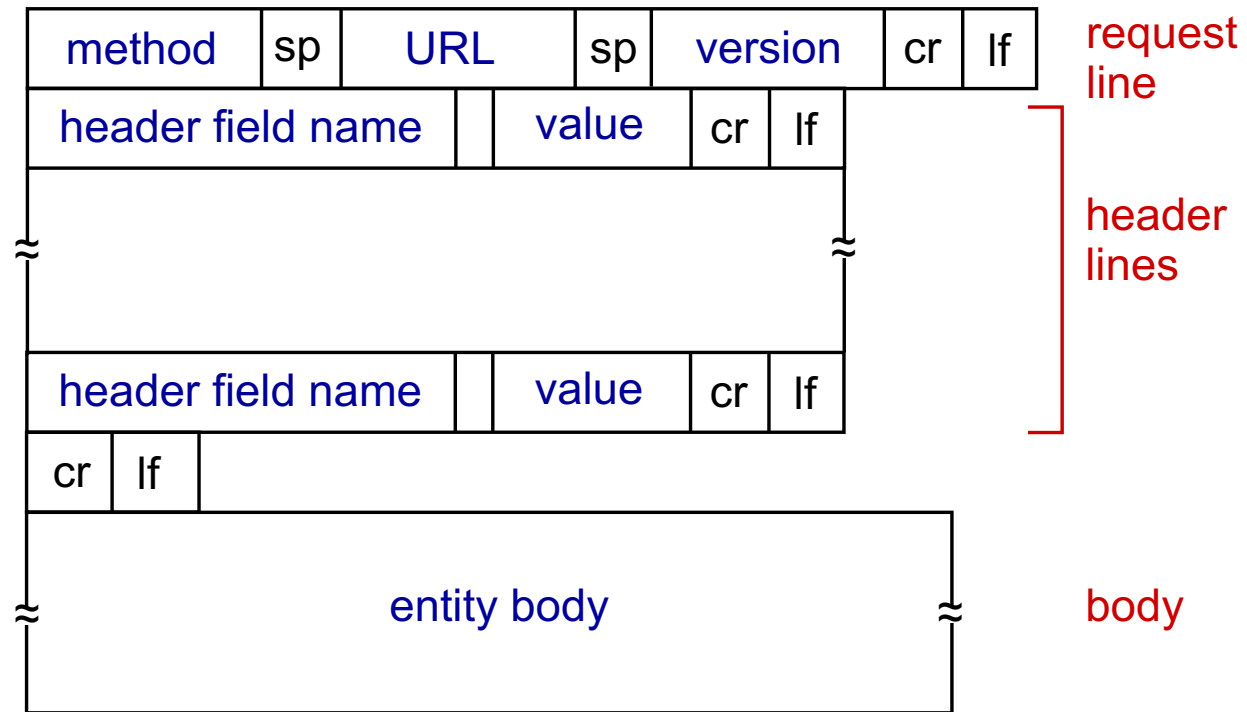 method sp URL sp version cr lf request
line
header field name value cr lf
header
lines
header field name value cr lf
cr lf
entity body body